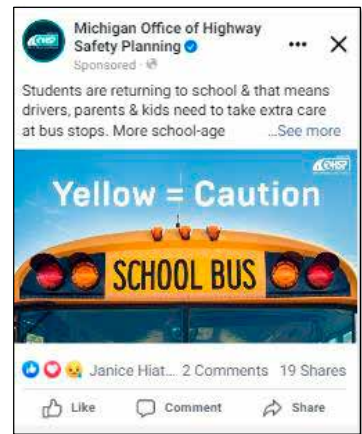 Michigan Office of Highway
Safety Planning
Sponsored ·
Students are returning to school & that means
drivers, parents & kids need to take extra care
at bus stops. More school-age ...See more
OHSP
Yellow = Caution
SCHOOL BUS
Janice Hiat... 2 Comments 19 Shares
Like Comment Share